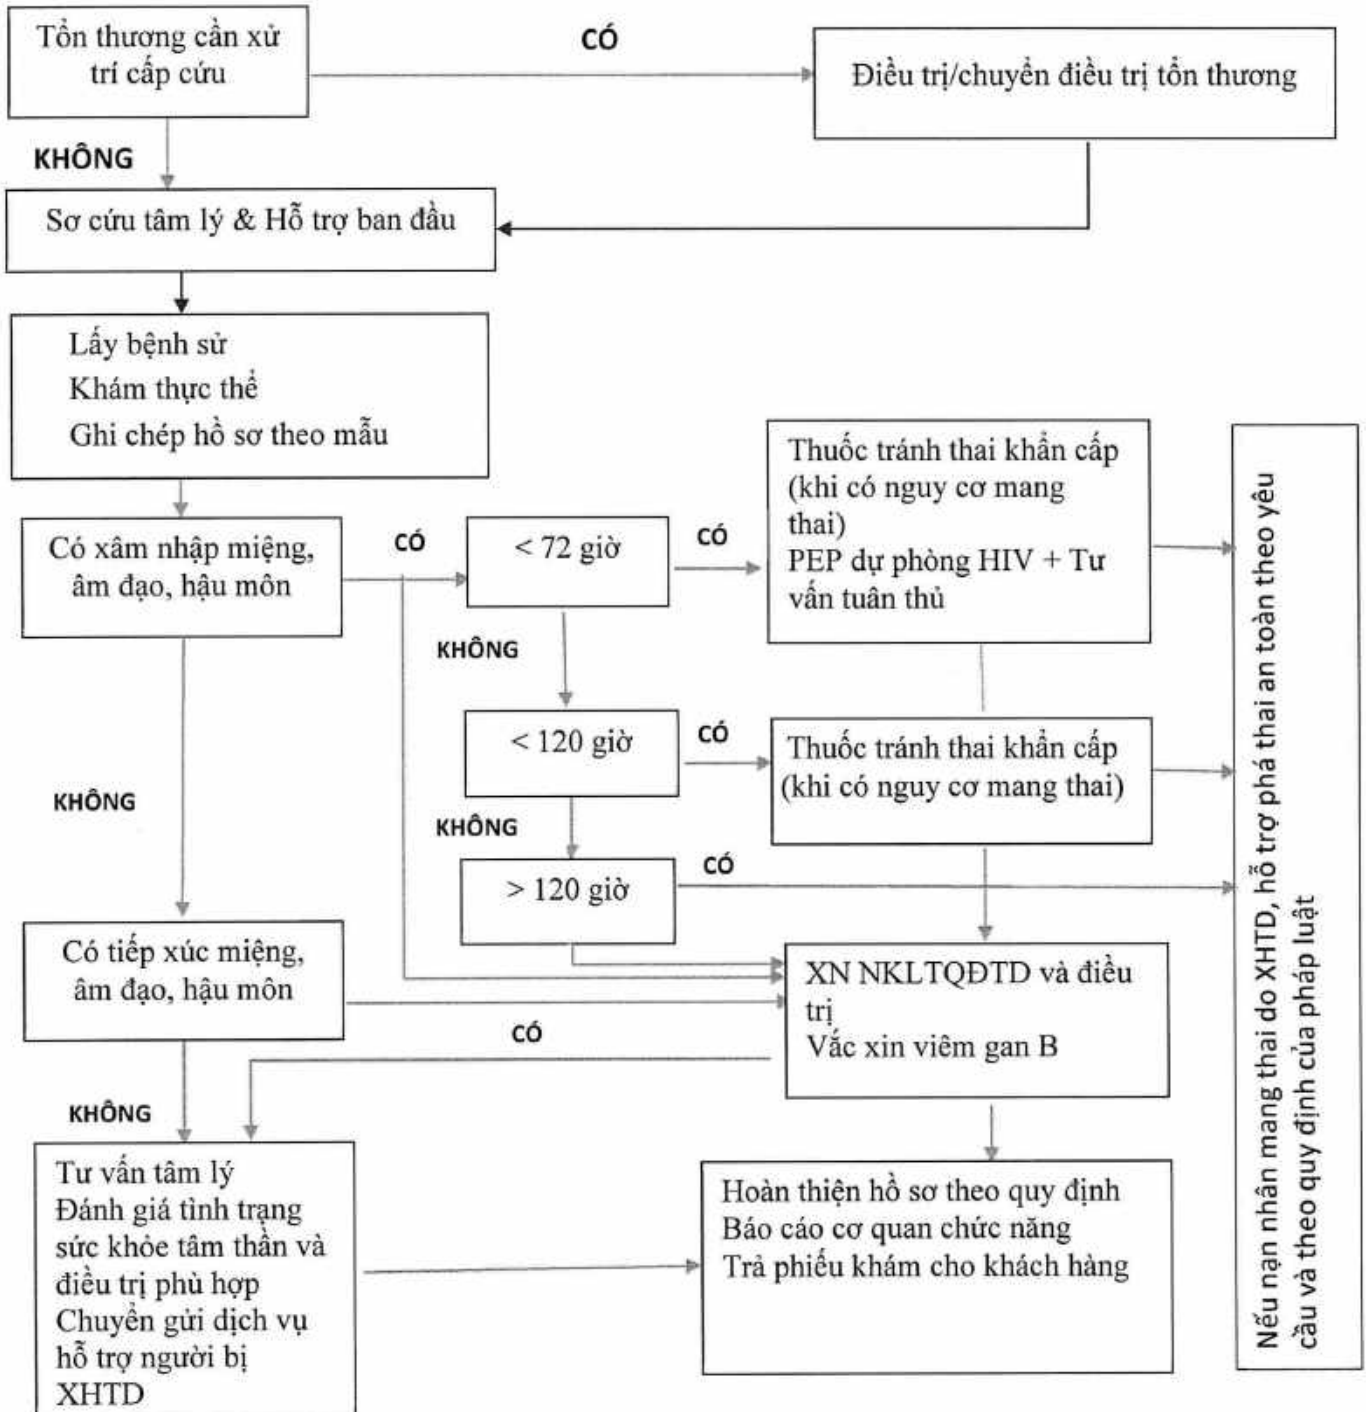 Tổn thương cần xử
trí cấp cứu
CÓ
Điều trị/chuyển điều trị tổn thương
KHÔNG
Sơ cứu tâm lý & Hỗ trợ ban đầu
Lấy bệnh sử
Khám thực thể
Ghi chép hồ sơ theo mẫu
Có xâm nhập miệng,
âm đạo, hậu môn
CÓ
< 72 giờ
CÓ
Thuốc tránh thai khẩn cấp
(khi có nguy cơ mang
thai)
PEP dự phòng HIV + Tư
vấn tuân thủ
KHÔNG
< 120 giờ
CÓ
Thuốc tránh thai khẩn cấp
(khi có nguy cơ mang thai)
KHÔNG
KHÔNG
> 120 giờ
CÓ
Nếu nạn nhân mang thai do XHTD, hỗ trợ phá thai an toàn theo yêu
cầu và theo quy định của pháp luật
Có tiếp xúc miệng,
âm đạo, hậu môn
CÓ
XN NKLTQĐTD và điều
trị
Vắc xin viêm gan B
KHÔNG
Tư vấn tâm lý
Đánh giá tình trạng
sức khỏe tâm thần và
điều trị phù hợp
Chuyển gửi dịch vụ
hỗ trợ người bị
XHTD
Hoàn thiện hồ sơ theo quy định
Báo cáo cơ quan chức năng
Trả phiếu khám cho khách hàng